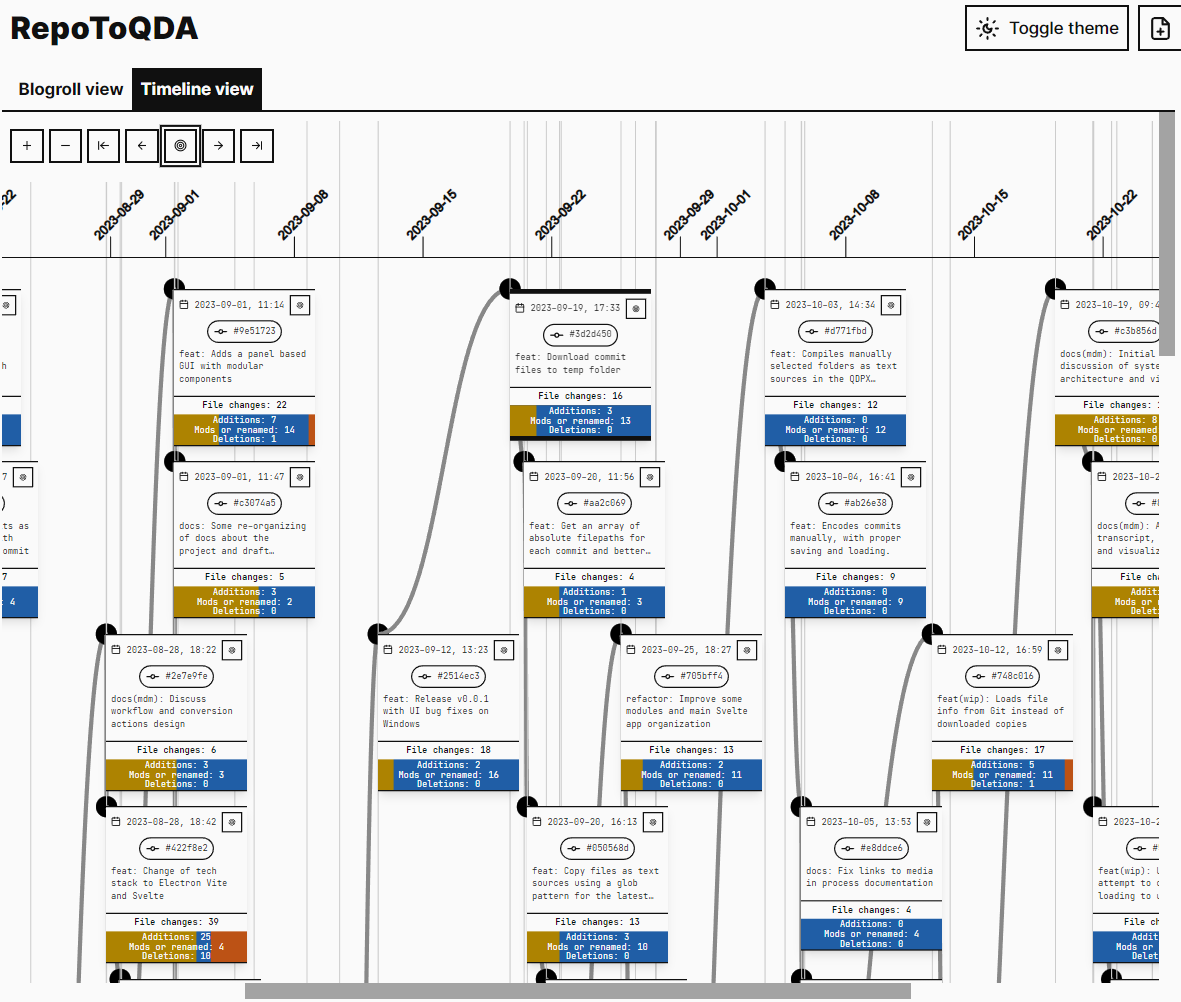 RepoToQDA
Toggle theme
Blogroll view
Timeline view
22
2023-08-29
2023-09-01
2023-09-08
2023-09-15
2023-09-22
2023-09-29
2023-10-01
2023-10-08
2023-10-15
2023-10-22
h
7
ts as
th
ommit
7
: 4
2023-09-01, 11:14
#9e51723
feat: Adds a panel based
GUI with modular
components
File changes: 22
Additions: 7
Mods or renamed: 14
Deletions: 1
2023-09-01, 11:47
#c3074a5
docs: Some re-organizing
of docs about the
project and draft…
File changes: 5
Additions: 3
Mods or renamed: 2
Deletions: 0
2023-08-28, 18:22
#2e7e9fe
docs(mdm): Discuss
workflow and conversion
actions design
File changes: 6
Additions: 3
Mods or renamed: 3
Deletions: 0
2023-08-28, 18:42
#422f8e2
feat: Change of tech
stack to Electron Vite
and Svelte
File changes: 39
Additions: 25
Mods or renamed: 4
Deletions: 10
2023-09-12, 13:23
#2514ec3
feat: Release v0.0.1
with UI bug fixes on
Windows
File changes: 18
Additions: 2
Mods or renamed: 16
Deletions: 0
2023-09-19, 17:33
#3d2d450
feat: Download commit
files to temp folder
File changes: 16
Additions: 3
Mods or renamed: 13
Deletions: 0
2023-09-20, 11:56
#aa2c069
feat: Get an array of
absolute filepaths for
each commit and better…
File changes: 4
Additions: 1
Mods or renamed: 3
Deletions: 0
2023-09-25, 18:27
#705bff4
refactor: Improve some
modules and main Svelte
app organization
File changes: 13
Additions: 2
Mods or renamed: 11
Deletions: 0
2023-09-20, 16:13
#050568d
feat: Copy files as text
sources using a glob
pattern for the latest…
File changes: 13
Additions: 3
Mods or renamed: 10
Deletions: 0
2023-10-03, 14:34
#d771fbd
feat: Compiles manually
selected folders as text
sources in the QDPX…
File changes: 12
Additions: 0
Mods or renamed: 12
Deletions: 0
2023-10-04, 16:41
#ab26e38
feat: Encodes commits
manually, with proper
saving and loading.
File changes: 9
Additions: 0
Mods or renamed: 9
Deletions: 0
2023-10-12, 16:59
#748c016
feat(wip): Loads file
info from Git instead of
downloaded copies
File changes: 17
Additions: 5
Mods or renamed: 11
Deletions: 1
2023-10-05, 13:53
#e8ddce6
docs: Fix links to media
in process documentation
File changes: 4
Additions: 0
Mods or renamed: 4
Deletions: 0
2023-10-19, 09:4
#c3b856d
docs(mdm): Initial
discussion of syste
architecture and vi
File changes:
Additions: 8
Mods or renamed
Deletions: 0
2023-10-2
docs(mdm): A
transcript,
and visualiz
File cha
Addit
Mods or r
Delet
2023-10-2
feat(wip): U
attempt to c
loading to u
File ch
Addit
Mods or r
Delet